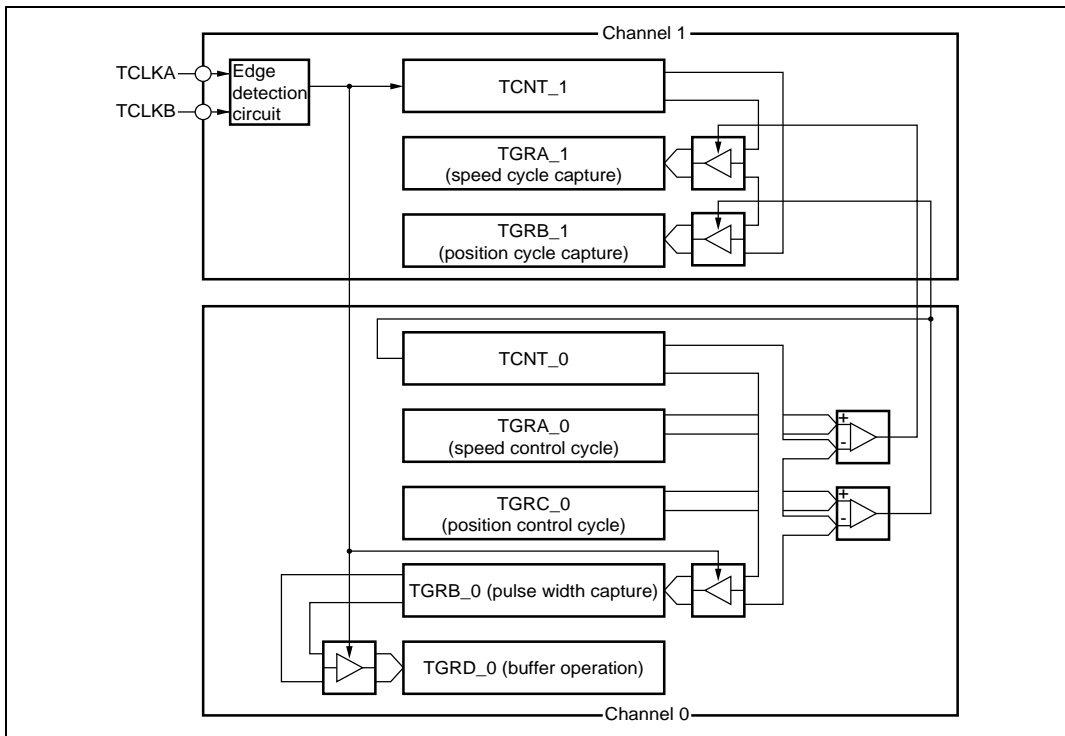 Channel 1
TCLKA
TCLKB
Edge
detection
circuit
TCNT_1
TGRA_1
(speed cycle capture)
TGRB_1
(position cycle capture)
TCNT_0
TGRA_0
(speed control cycle)
+
-
TGRC_0
(position control cycle)
+
-
TGRB_0 (pulse width capture)
TGRD_0 (buffer operation)
Channel 0